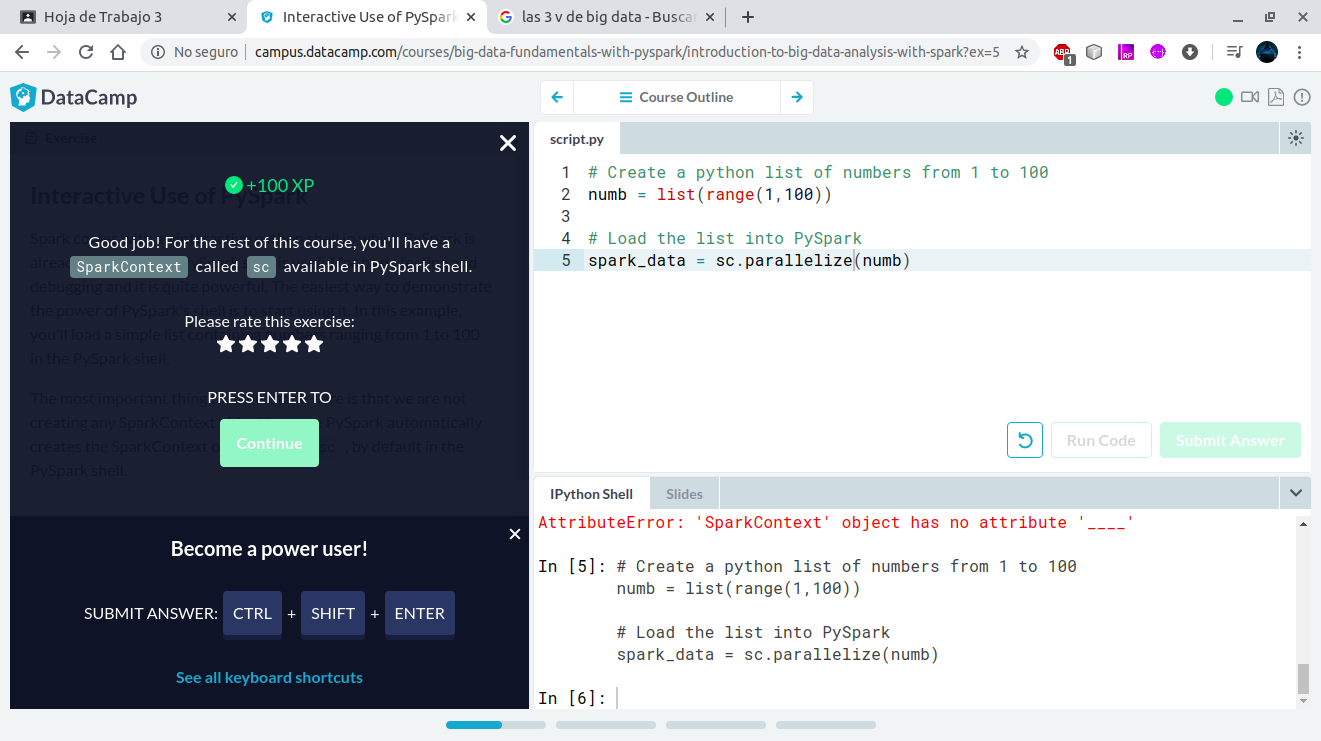 Hoja de Trabajo 3
Interactive Use of PySpark
las 3 v de big data - Buscar
No seguro
campus.datacamp.com/courses/big-data-fundamentals-with-pyspark/introduction-to-big-data-analysis-with-spark?ex=5
ABP
1
RP
DataCamp
Course Outline
Exercise
+100 XP
Interactive Use of PySpark
Good job! For the rest of this course, you'll have a
SparkContext called sc available in PySpark shell.
debugging and it is quite powerful. The easiest way to demonstrate
the power of PySpark's shell is to start using it. In this example,
Please rate this exercise:
you'll load a simple list containing numbers ranging from 1 to 100
in the PySpark shell.
The most important thing is that we are not
PRESS ENTER TO
creating any SparkContext PySpark automatically
creates the SparkContext sc , by default in the
Continue
PySpark shell.
Become a power user!
SUBMIT ANSWER: CTRL + SHIFT + ENTER
See all keyboard shortcuts
script.py
1 # Create a python list of numbers from 1 to 100
2 numb = list(range(1,100))
3
4 # Load the list into PySpark
5 spark_data = sc.parallelize(numb)
Run Code
Submit Answer
IPython Shell
Slides
AttributeError: 'SparkContext' object has no attribute '____'
In [5]: # Create a python list of numbers from 1 to 100
numb = list(range(1,100))
# Load the list into PySpark
spark_data = sc.parallelize(numb)
In [6]: